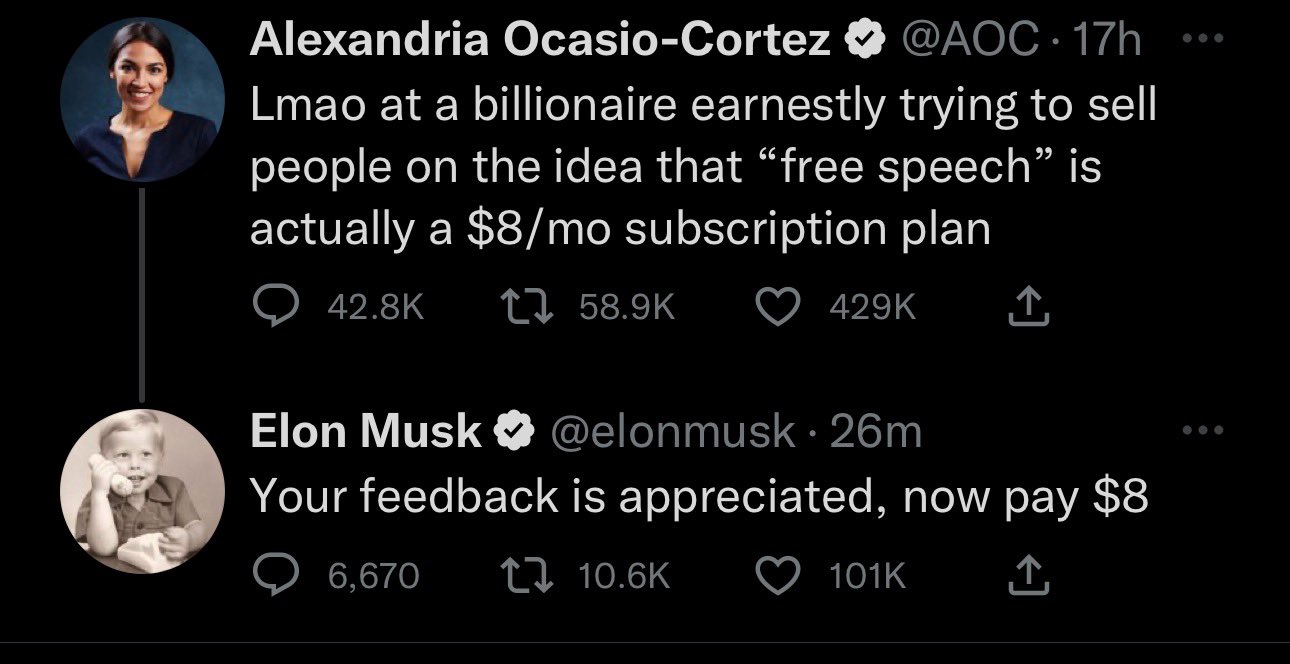 Alexandria Ocasio-Cortez @AOC · 17h
Lmao at a billionaire earnestly trying to sell
people on the idea that “free speech” is
actually a $8/mo subscription plan
42.8K 58.9K 429K
Elon Musk @elonmusk · 26m
Your feedback is appreciated, now pay $8
6,670 10.6K 101K